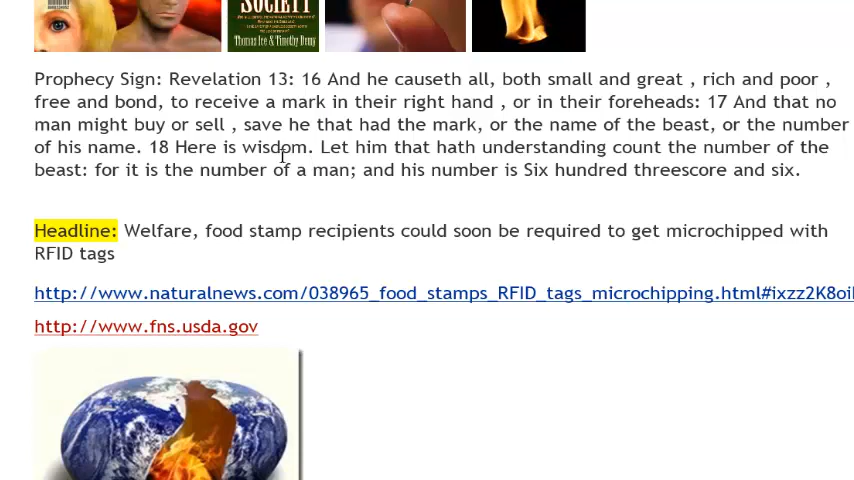 SOCIETY
Thomas Ice & Timothy Demy
Prophecy Sign: Revelation 13: 16 And he causeth all, both small and great , rich and poor ,
free and bond, to receive a mark in their right hand , or in their foreheads: 17 And that no
man might buy or sell , save he that had the mark, or the name of the beast, or the number
of his name. 18 Here is wisdom. Let him that hath understanding count the number of the
beast: for it is the number of a man; and his number is Six hundred threescore and six.
Headline: Welfare, food stamp recipients could soon be required to get microchipped with
RFID tags
http://www.naturalnews.com/038965_food_stamps_RFID_tags_microchipping.html#ixzz2K8oil
http://www.fns.usda.gov